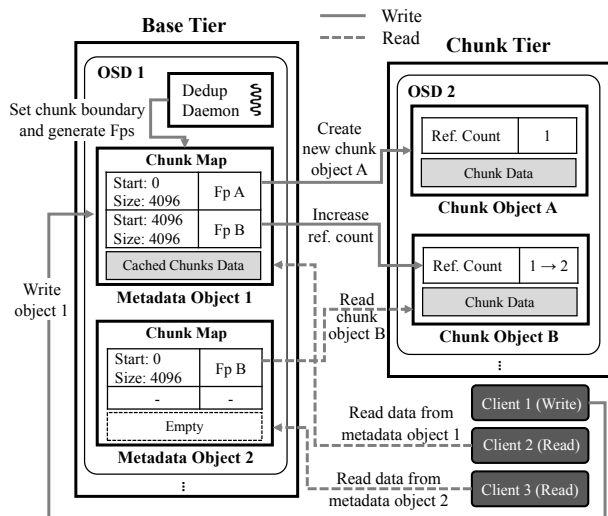 Base Tier
Write
Read
Chunk Tier
OSD 1
Dedup
Daemon
Set chunk boundary
and generate Fps
Chunk Map
Start: 0
Size: 4096
Fp A
Start: 4096
Size: 4096
Fp B
Cached Chunks Data
Metadata Object 1
Write
object 1
Chunk Map
Start: 0
Size: 4096
Fp B
-
-
Empty
Metadata Object 2
⋮
Create
new chunk
object A
Increase
ref. count
Read
chunk
object B
OSD 2
Ref. Count
1
Chunk Data
Chunk Object A
Ref. Count
1 → 2
Chunk Data
Chunk Object B
⋮
Read data from
metadata object 1
Read data from
metadata object 2
Client 1 (Write)
Client 2 (Read)
Client 3 (Read)